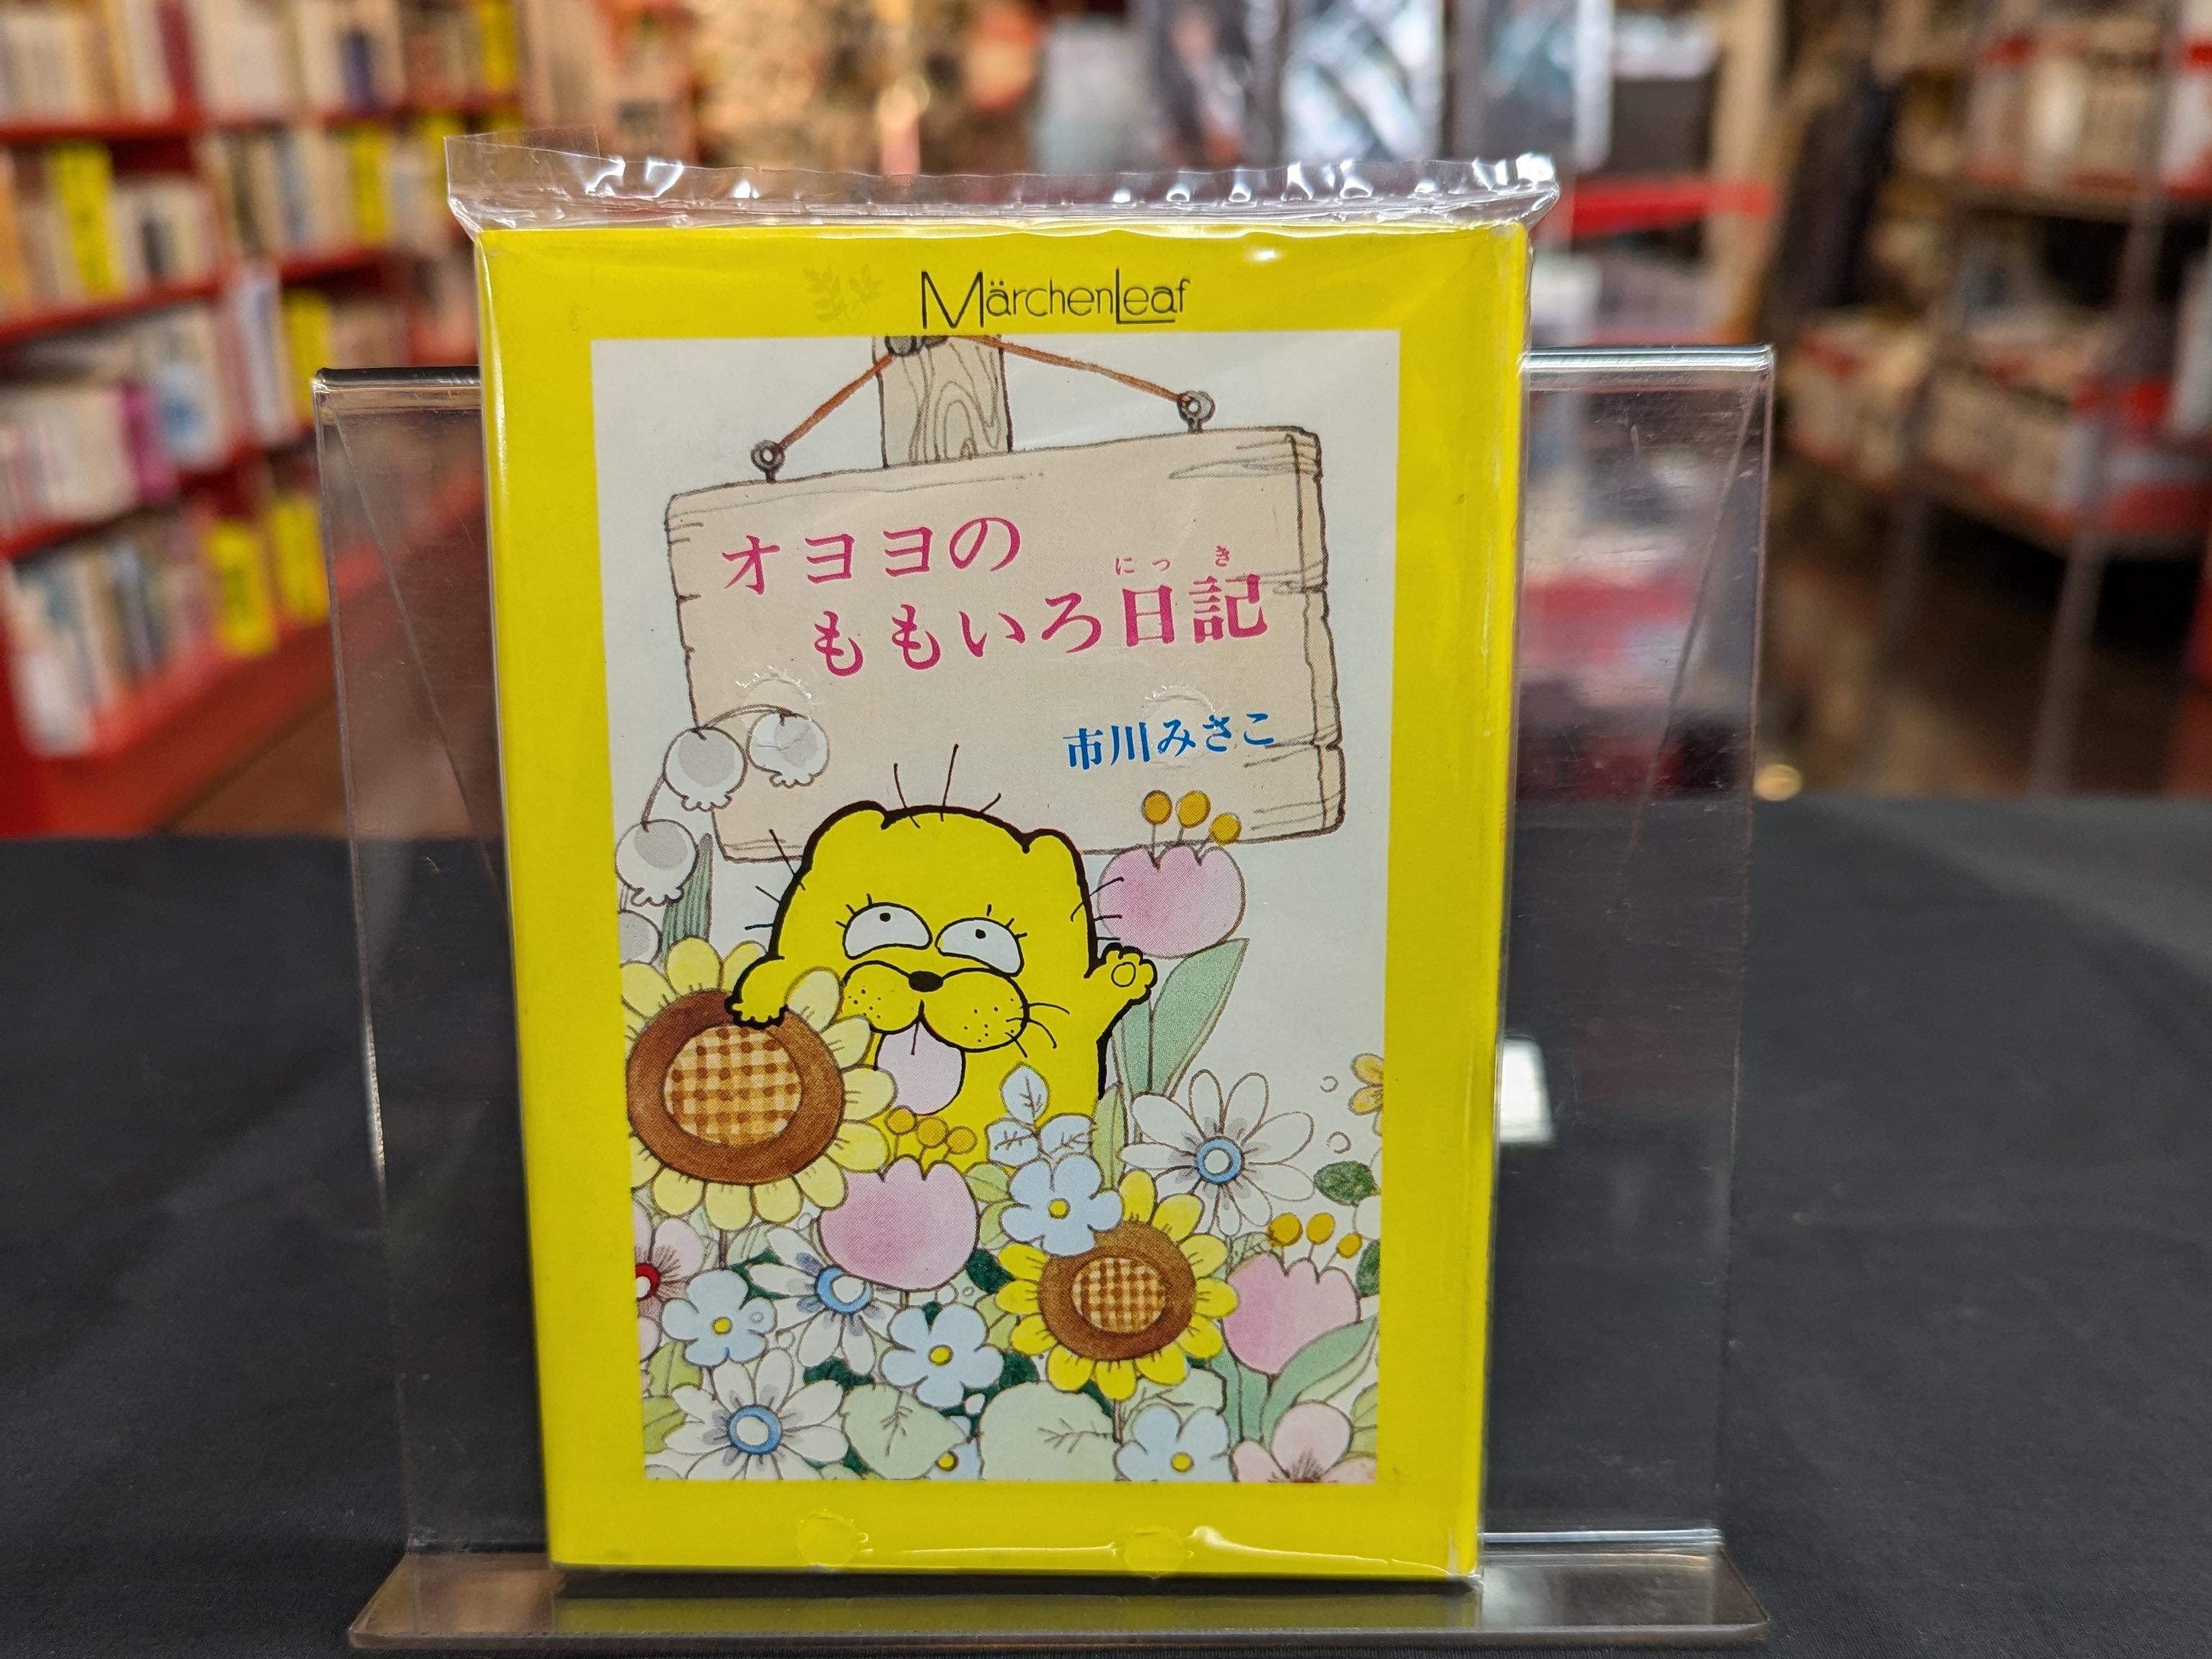 MärchenLeaf
オヨヨの
ももいろ日記
にっき
市川みさこ